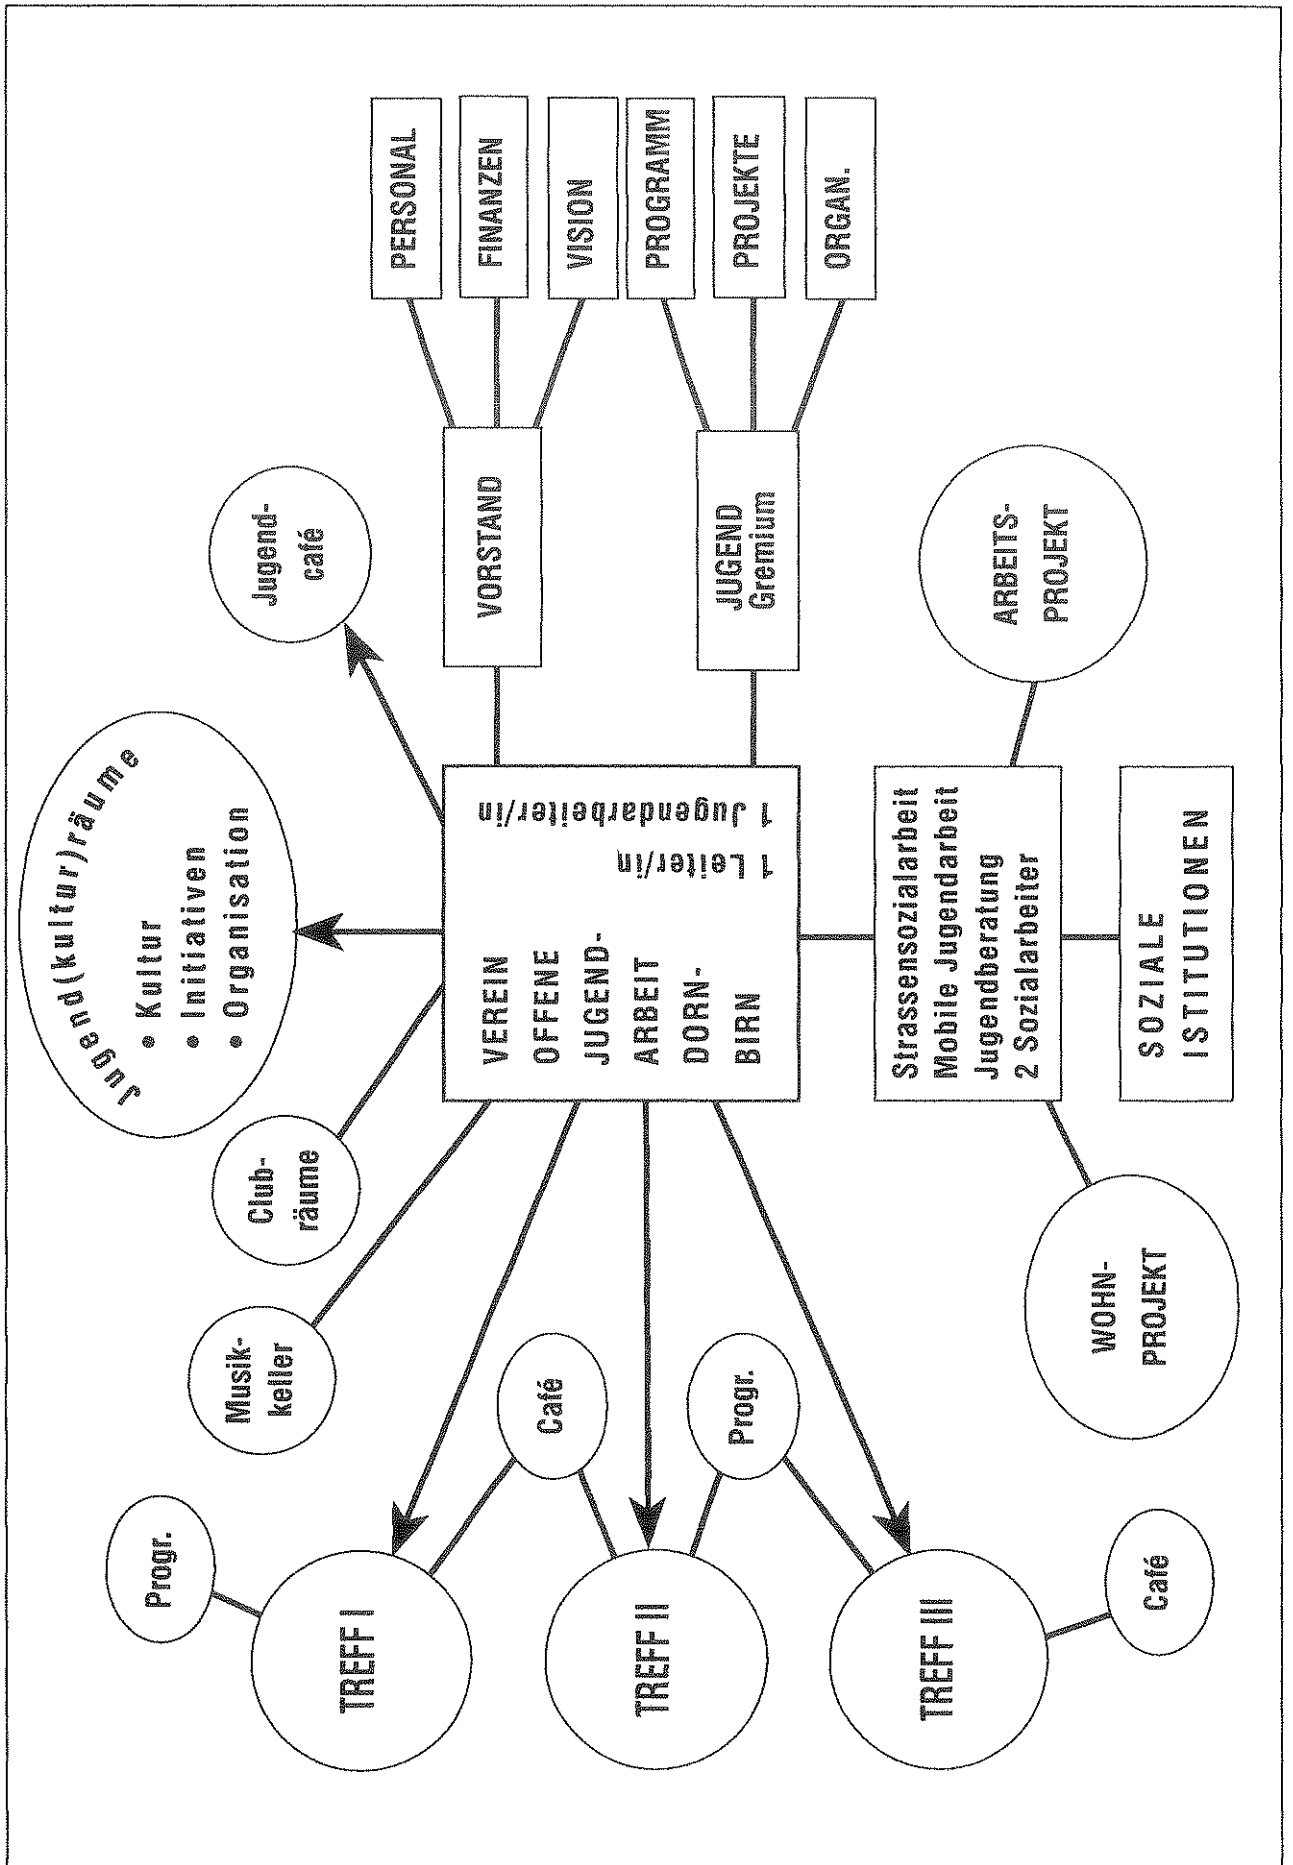 Jugend(kultur)räume
• Kultur
• Initiativen
• Organisation
Jugend-
café
Club-
räume
Musik-
keller
Progr.
TREFF I
Café
TREFF II
Progr.
TREFF III
Café
VEREIN
OFFENE
JUGEND-
ARBEIT
DORN-
BIRN
1 Leiter/in
1 Jugendarbeiter/in
VORSTAND
PERSONAL
FINANZEN
VISION
JUGEND
Gremium
PROGRAMM
PROJEKTE
ORGAN.
Strassensozialarbeit
Mobile Jugendarbeit
Jugendberatung
2 Sozialarbeiter
ARBEITS-
PROJEKT
WOHN-
PROJEKT
SOZIALE
ISTITUTIONEN